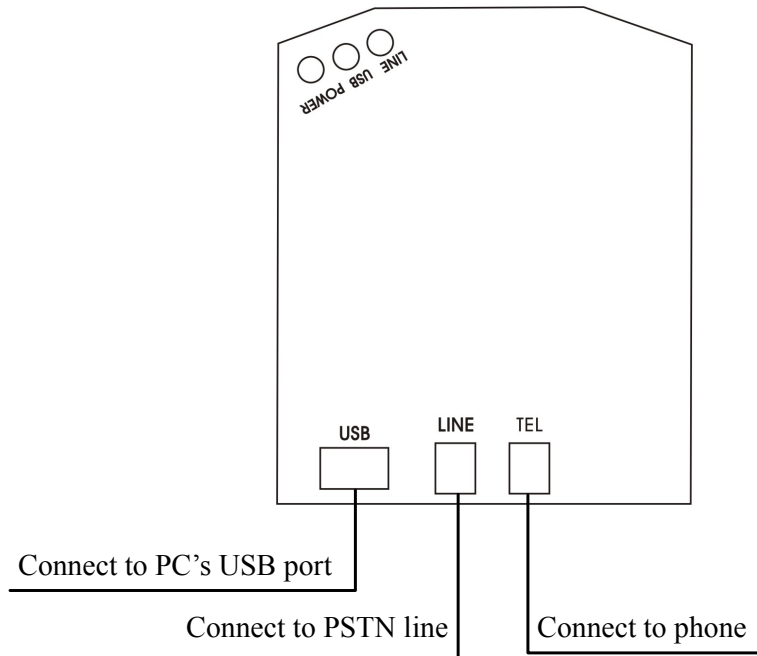 POWER USB LINE
USB LINE TEL
Connect to PC’s USB port
Connect to PSTN line Connect to phone